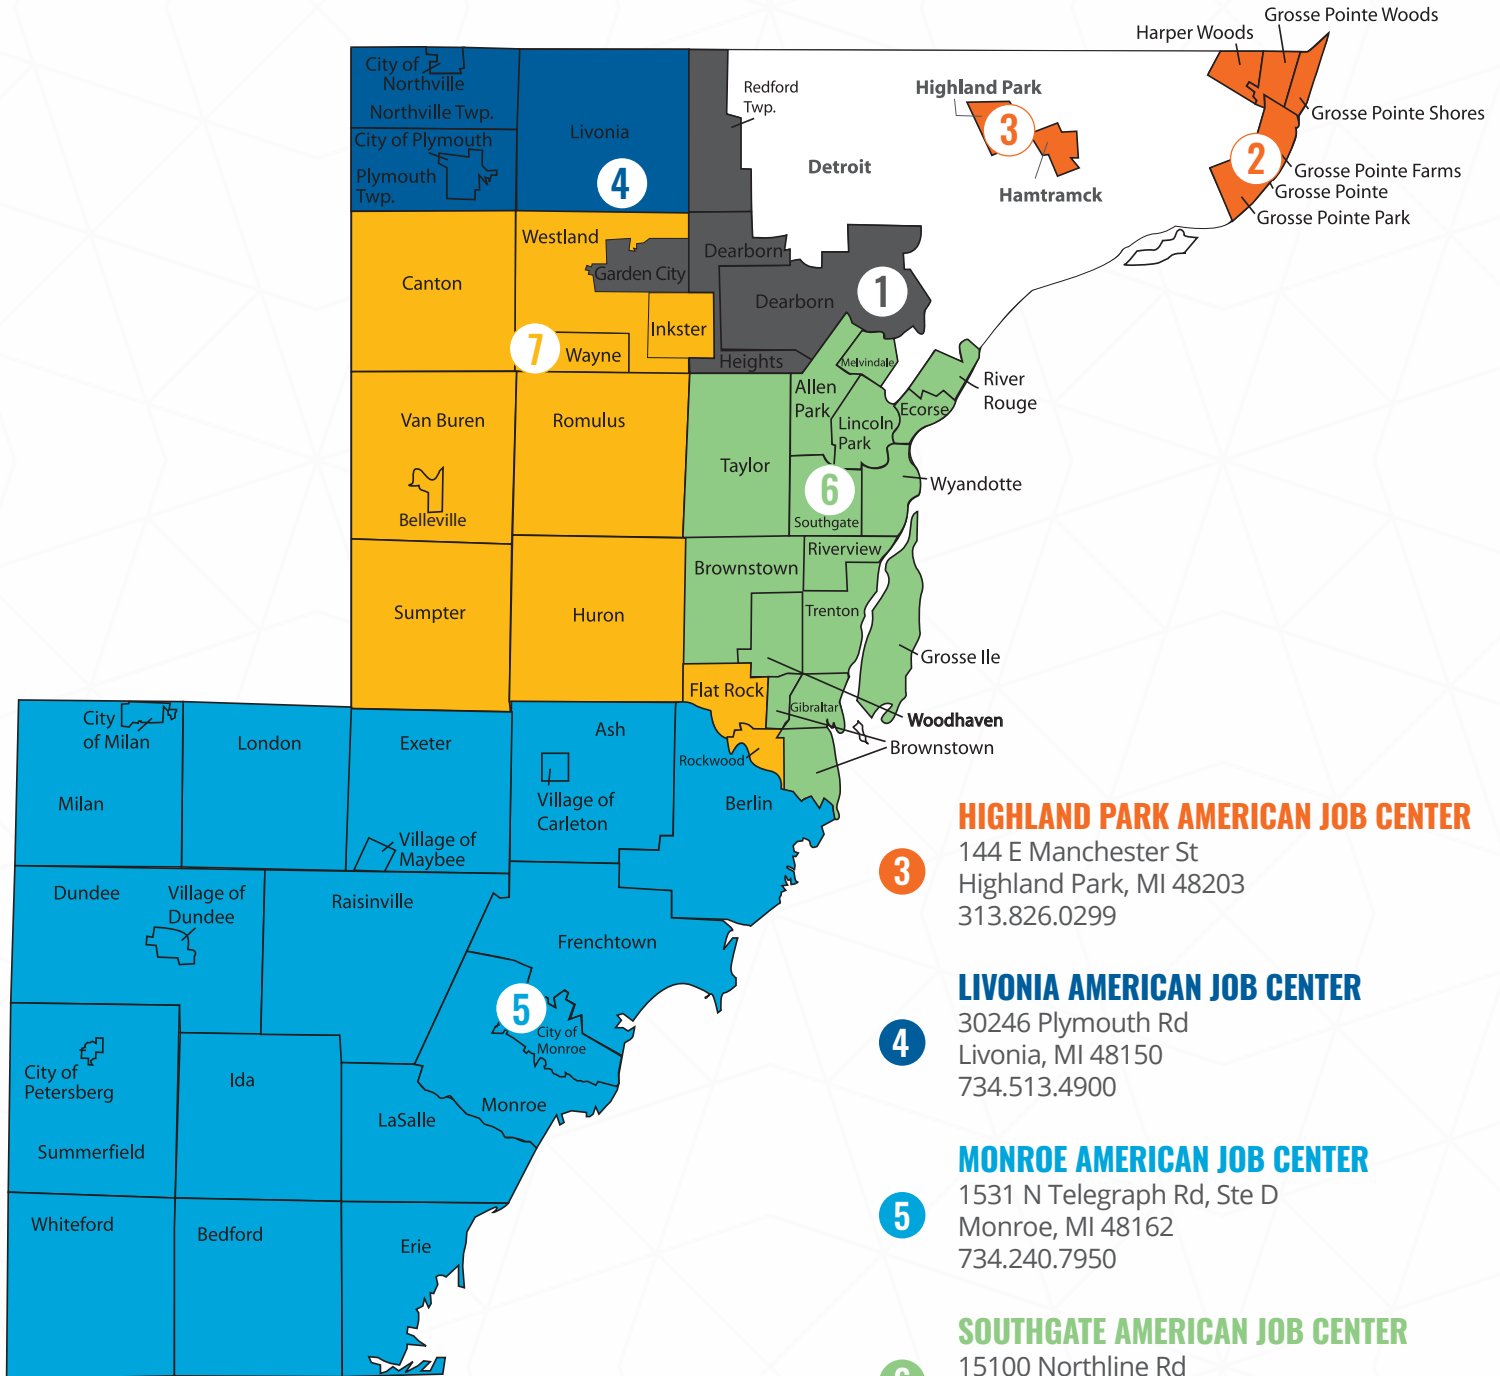 Grosse Pointe Woods
Harper Woods
City of
Northville
Northville Twp.
City of Plymouth
Plymouth
Twp.
Livonia
4
Redford
Twp.
Highland Park
3
Detroit
Hamtramck
Grosse Pointe Shores
2
Grosse Pointe Farms
Grosse Pointe
Grosse Pointe Park
Westland
Canton
Garden City
Dearborn
Dearborn
1
Inkster
7
Wayne
Heights
Melvindale
River
Rouge
Allen
Park
Ecorse
Lincoln
Park
Van Buren
Romulus
Taylor
6
Wyandotte
Belleville
Southgate
Riverview
Brownstown
Sumpter
Huron
Trenton
Grosse Ile
Flat Rock
Gibraltar
Woodhaven
Brownstown
Rockwood
City
of Milan
London
Exeter
Ash
Milan
Village of
Carleton
Berlin
Village of
Maybee
Dundee
Village of
Dundee
Raisinville
Frenchtown
5
City of
Monroe
City of
Petersberg
Ida
Monroe
LaSalle
Summerfield
Whiteford
Bedford
Erie
HIGHLAND PARK AMERICAN JOB CENTER
3
144 E Manchester St
Highland Park, MI 48203
313.826.0299
LIVONIA AMERICAN JOB CENTER
4
30246 Plymouth Rd
Livonia, MI 48150
734.513.4900
MONROE AMERICAN JOB CENTER
5
1531 N Telegraph Rd, Ste D
Monroe, MI 48162
734.240.7950
SOUTHGATE AMERICAN JOB CENTER
6
15100 Northline Rd